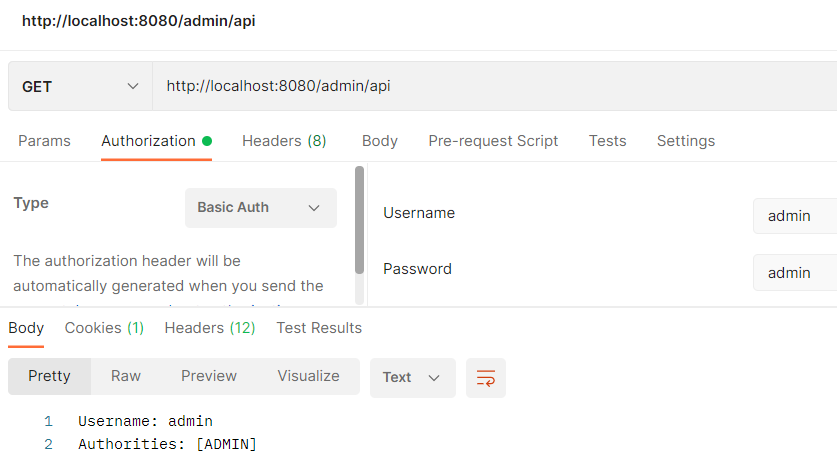 http://localhost:8080/admin/api
GET http://localhost:8080/admin/api
Params Authorization Headers (8) Body Pre-request Script Tests Settings
Type Basic Auth
The authorization header will be
automatically generated when you send the
Username admin
Password admin
Body Cookies (1) Headers (12) Test Results
Pretty Raw Preview Visualize Text
1 Username: admin
2 Authorities: [ADMIN]